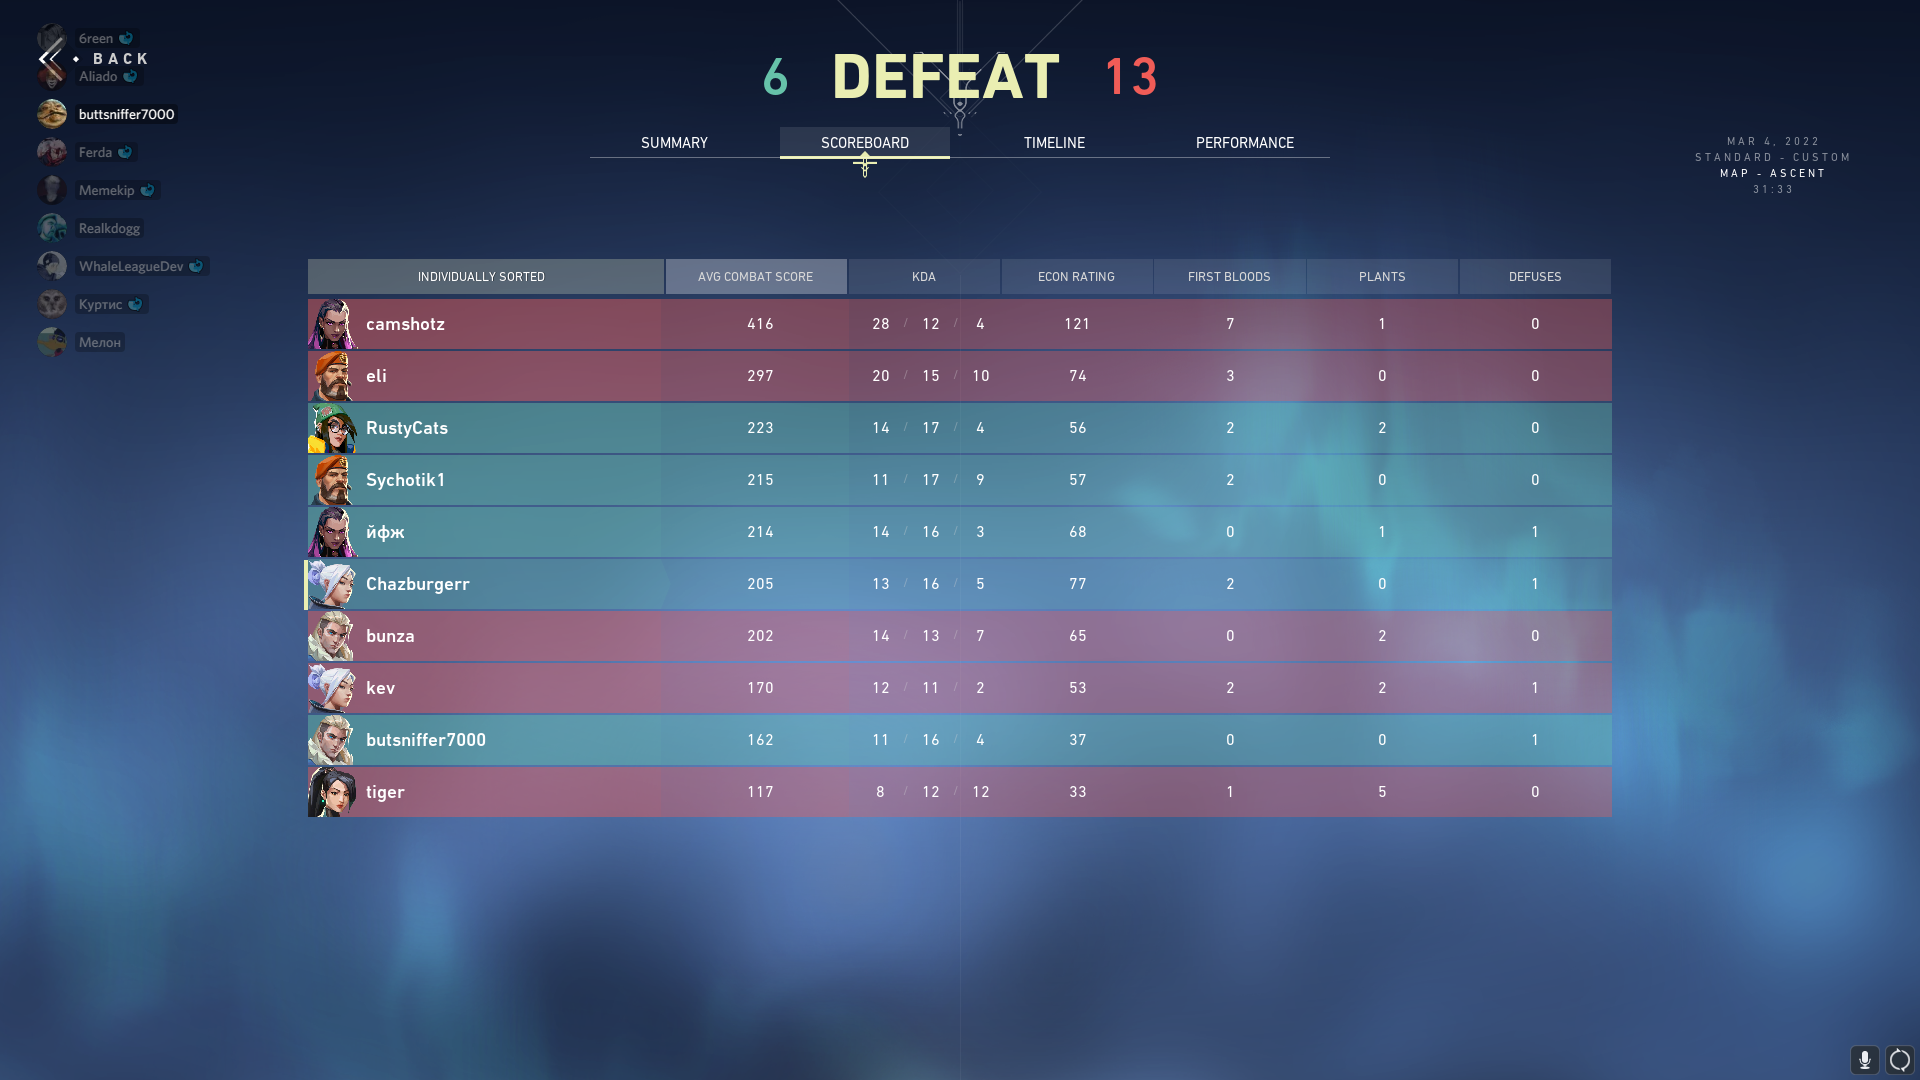 6reen
BACK
Aliado
buttsniffer7000
Ferda
Memekip
Realkdogg
WhaleLeagueDev
Куртис
Мелон
6 DEFEAT 13
SUMMARY SCOREBOARD TIMELINE PERFORMANCE
MAR 4, 2022
STANDARD - CUSTOM
MAP - ASCENT
31:33
INDIVIDUALLY SORTED AVG COMBAT SCORE KDA ECON RATING FIRST BLOODS PLANTS DEFUSES
camshotz 416 28 / 12 / 4 121 7 1 0
eli 297 20 / 15 / 10 74 3 0 0
RustyCats 223 14 / 17 / 4 56 2 2 0
Sychotik1 215 11 / 17 / 9 57 2 0 0
йфж 214 14 / 16 / 3 68 0 1 1
Chazburgerr 205 13 / 16 / 5 77 2 0 1
bunza 202 14 / 13 / 7 65 0 2 0
kev 170 12 / 11 / 2 53 2 2 1
butsniffer7000 162 11 / 16 / 4 37 0 0 1
tiger 117 8 / 12 / 12 33 1 5 0